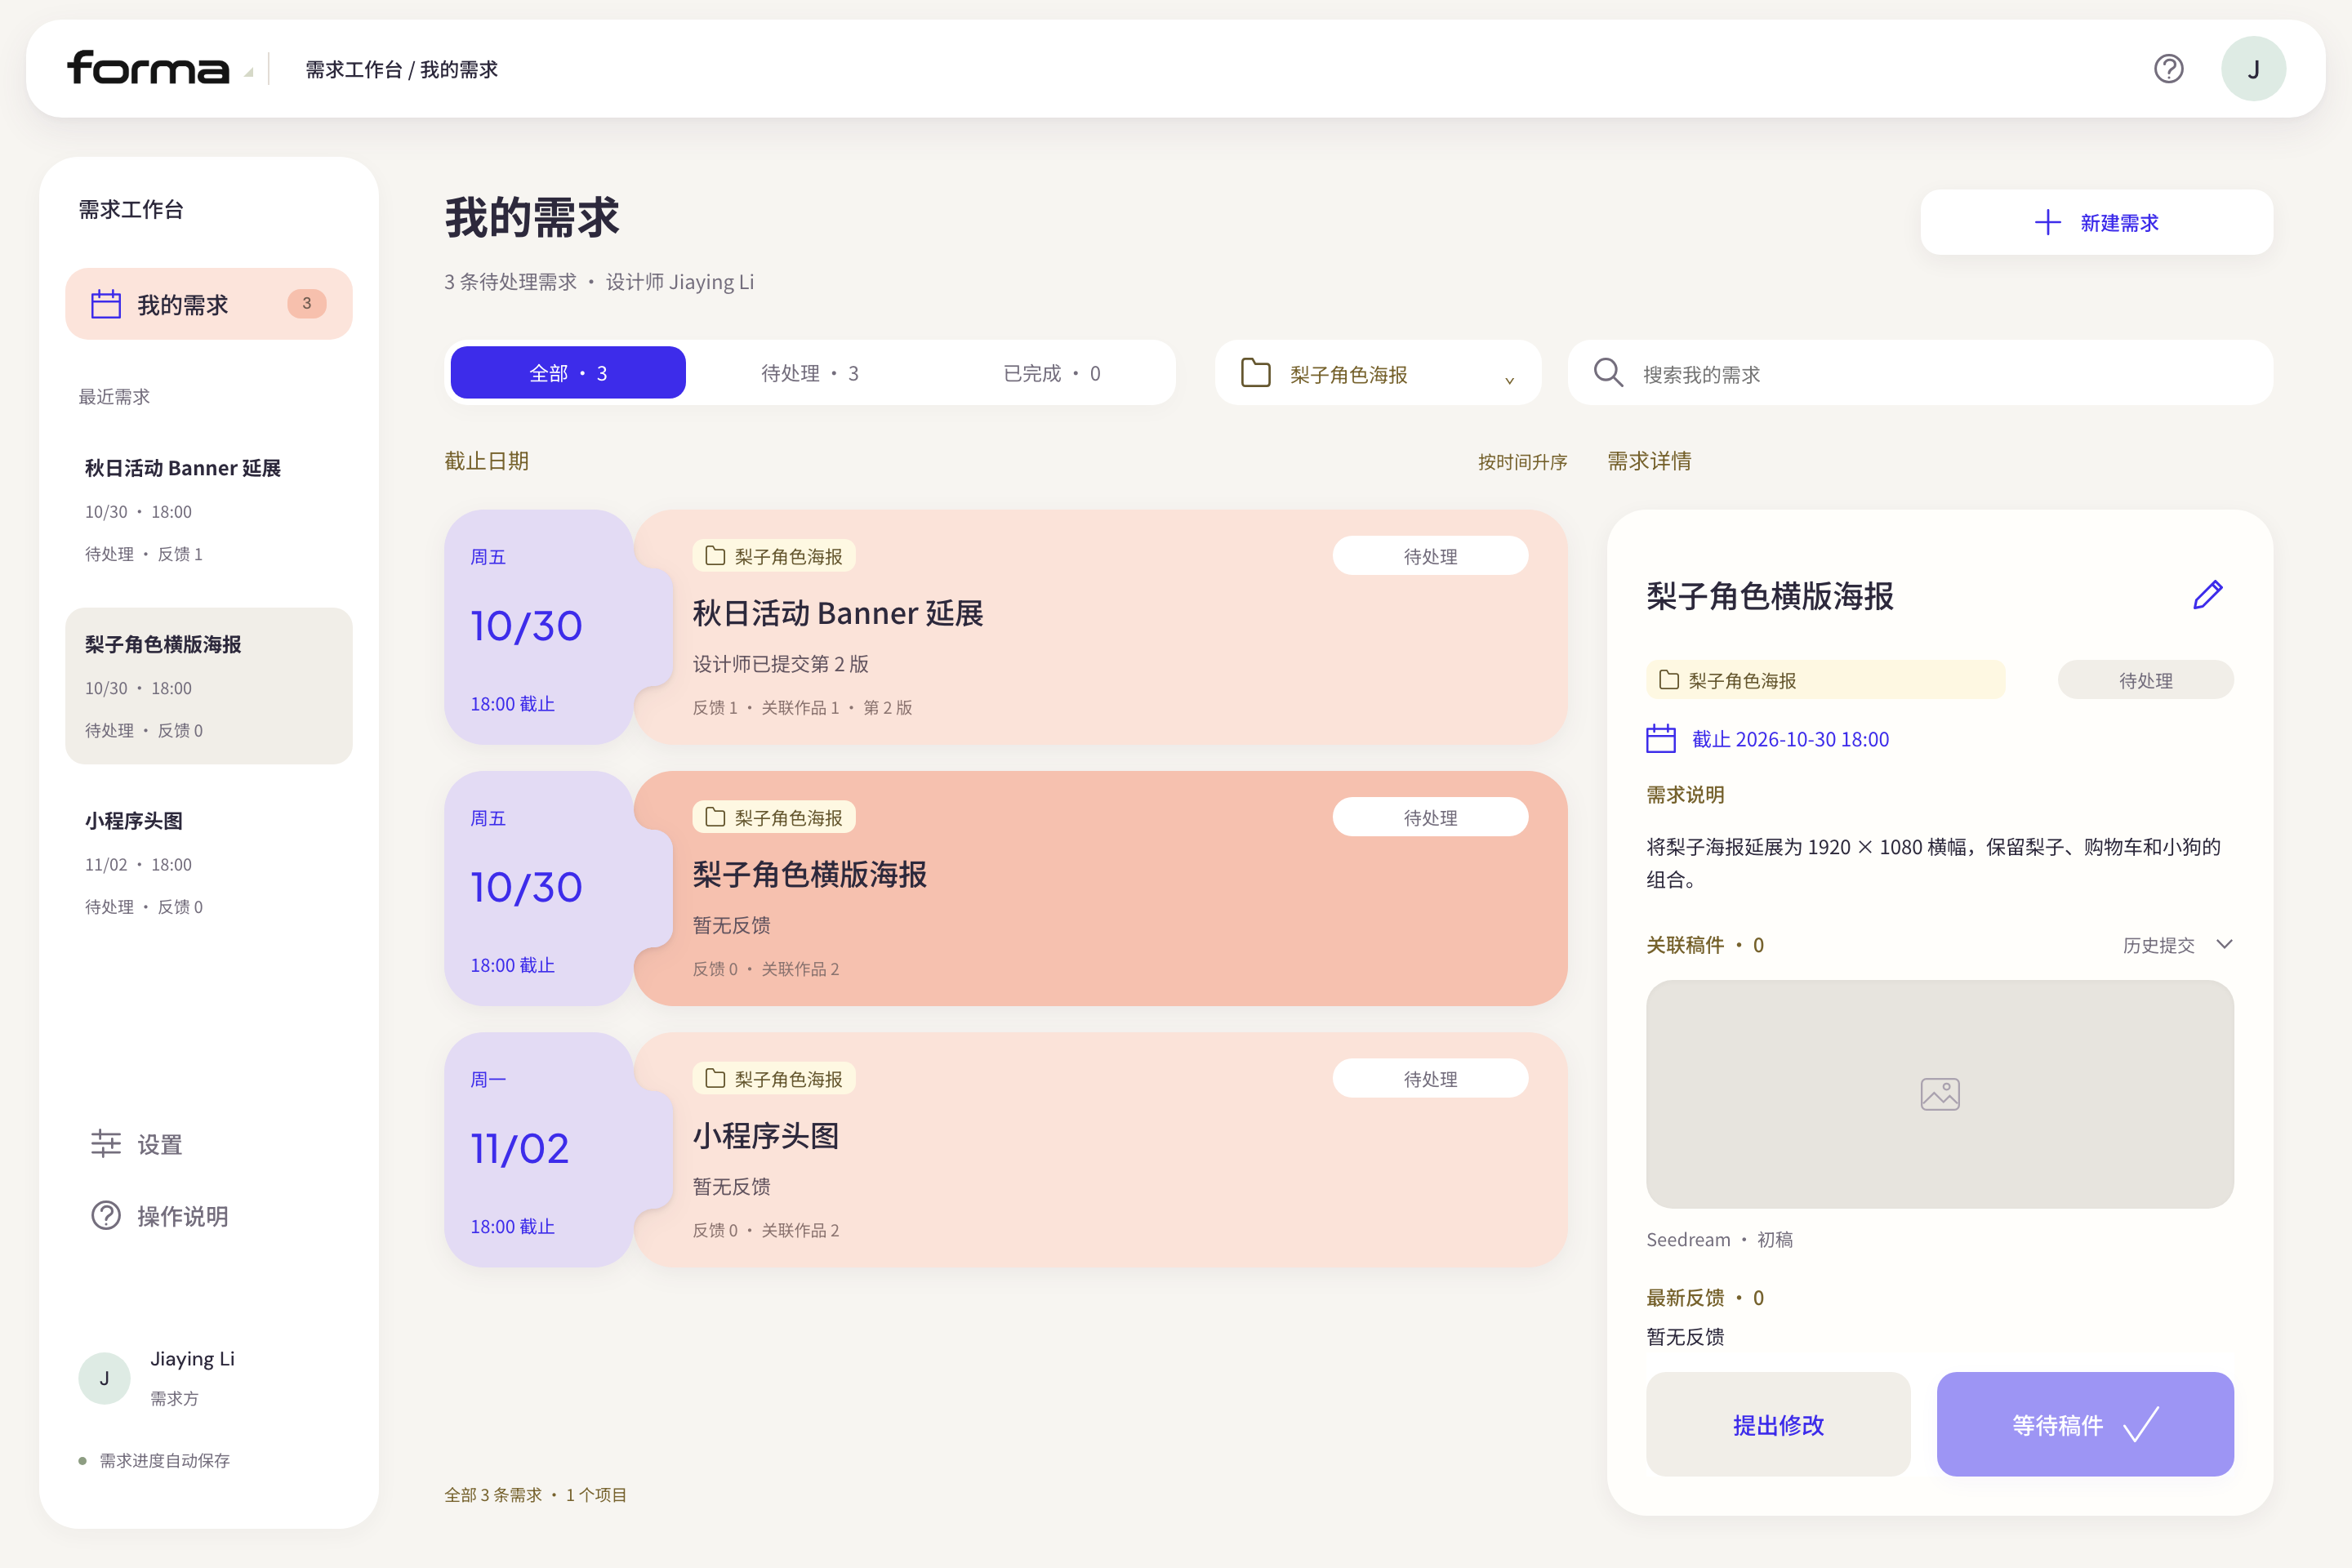 forma
需求工作台 / 我的需求
J
需求工作台
我的需求
3
最近需求
秋日活动 Banner 延展
10/30 · 18:00
待处理 · 反馈 1
梨子角色横版海报
10/30 · 18:00
待处理 · 反馈 0
小程序头图
11/02 · 18:00
待处理 · 反馈 0
设置
操作说明
J
Jiaying Li
需求方
需求进度自动保存
我的需求
3 条待处理需求 · 设计师 Jiaying Li
新建需求
全部 · 3
待处理 · 3
已完成 · 0
梨子角色海报
搜索我的需求
截止日期
按时间升序
周五
10/30
18:00 截止
梨子角色海报
待处理
秋日活动 Banner 延展
设计师已提交第 2 版
反馈 1 · 关联作品 1 · 第 2 版
周五
10/30
18:00 截止
梨子角色海报
待处理
梨子角色横版海报
暂无反馈
反馈 0 · 关联作品 2
周一
11/02
18:00 截止
梨子角色海报
待处理
小程序头图
暂无反馈
反馈 0 · 关联作品 2
全部 3 条需求 · 1 个项目
需求详情
梨子角色横版海报
梨子角色海报
待处理
截止 2026-10-30 18:00
需求说明
将梨子海报延展为 1920 × 1080 横幅，保留梨子、购物车和小狗的
组合。
关联稿件 · 0
历史提交
Seedream · 初稿
最新反馈 · 0
暂无反馈
提出修改
等待稿件